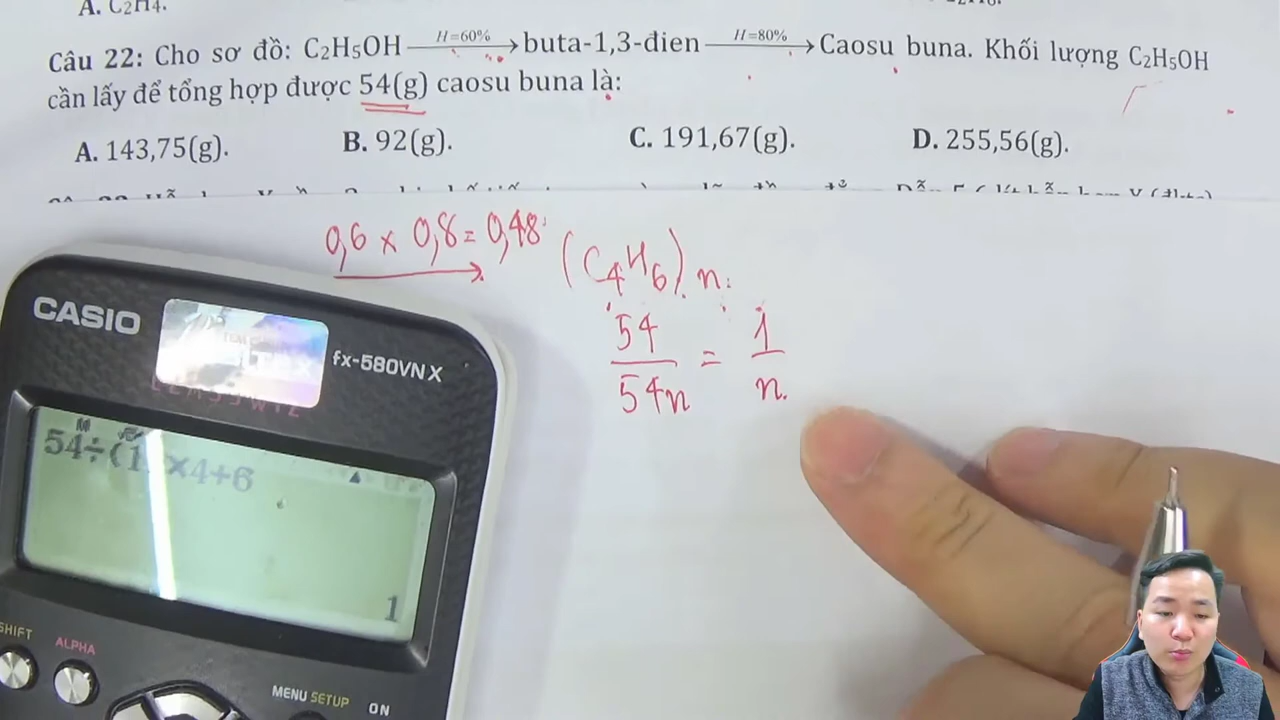 A. C₂H₄.
Câu 22: Cho sơ đồ: C₂H₅OH H=60% → buta-1,3-đien H=80% → Caosu buna. Khối lượng C₂H₅OH
cần lấy để tổng hợp được 54(g) caosu buna là:
A. 143,75(g). B. 92(g). C. 191,67(g). D. 255,56(g).
0,6 × 0,8 = 0,48
(C₄H₆)n
54/54n = 1/n
CASIO
fx-580VN X
54÷(1 ×4+6
1
SHIFT ALPHA
MENU SETUP ON